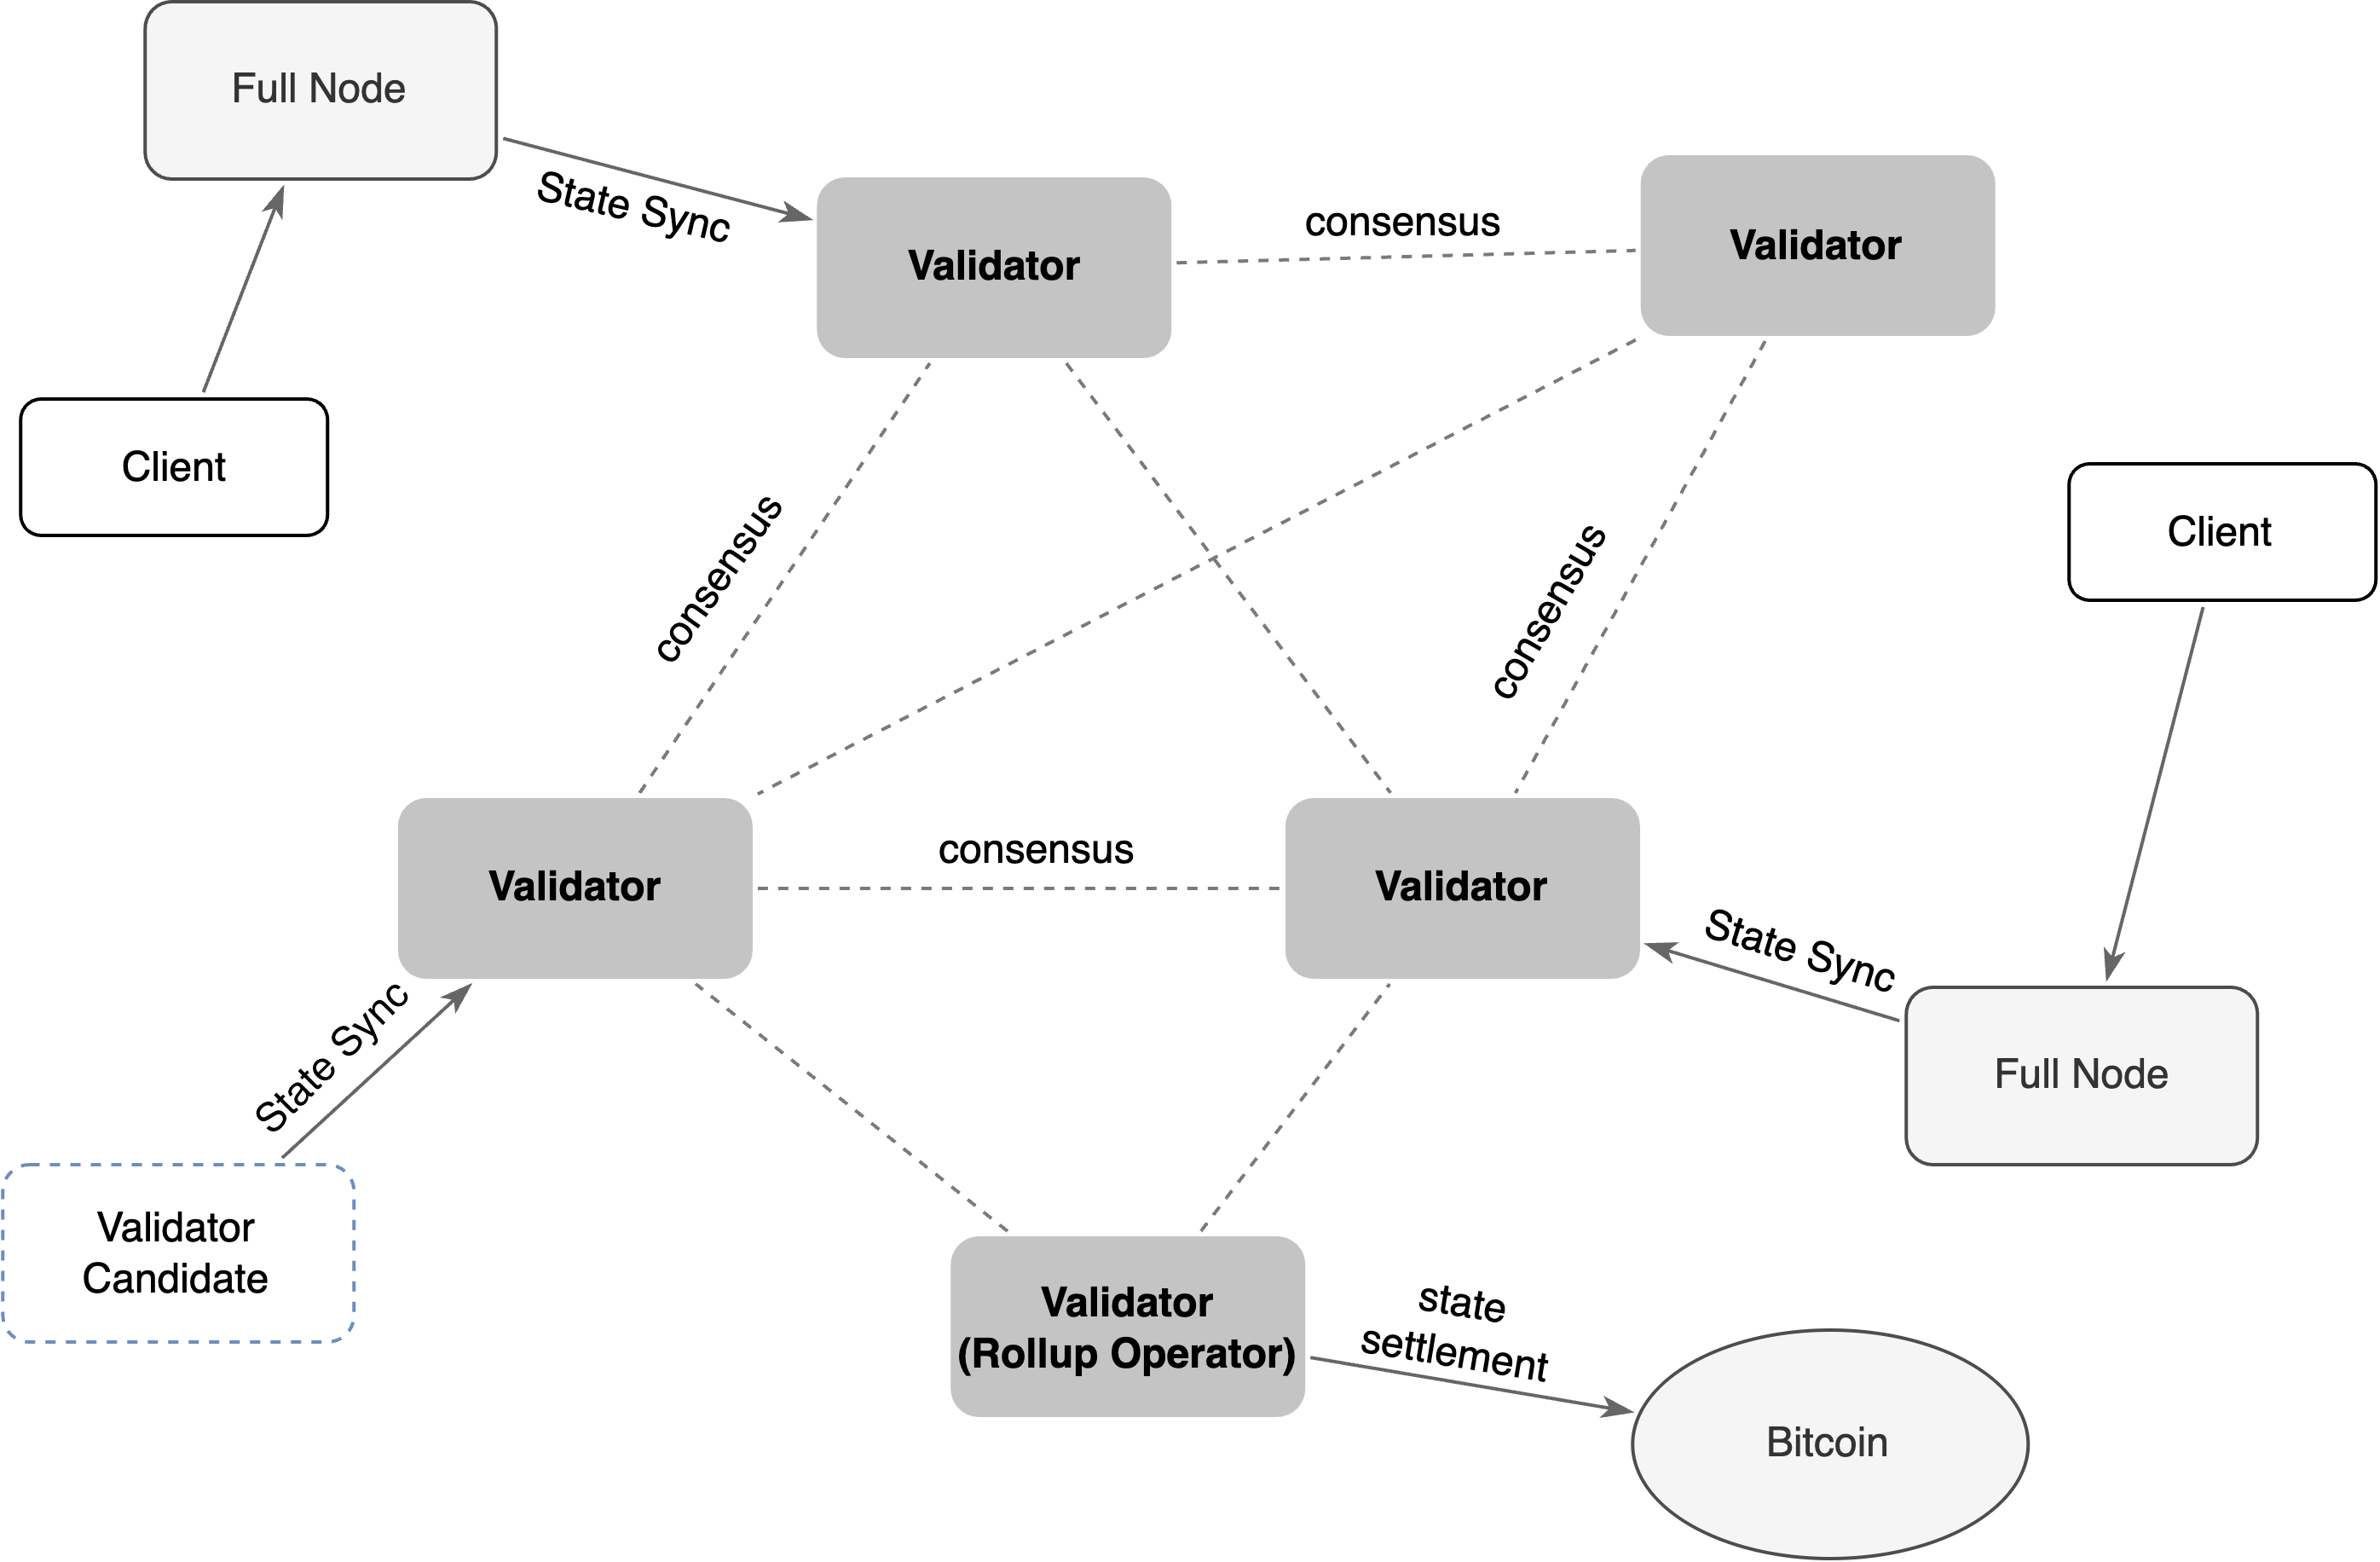 Full Node
State Sync
Validator
consensus
Validator
Client
consensus
consensus
Client
Validator
consensus
Validator
State Sync
State Sync
Full Node
Validator
Candidate
Validator
(Rollup Operator)
state
settlement
Bitcoin